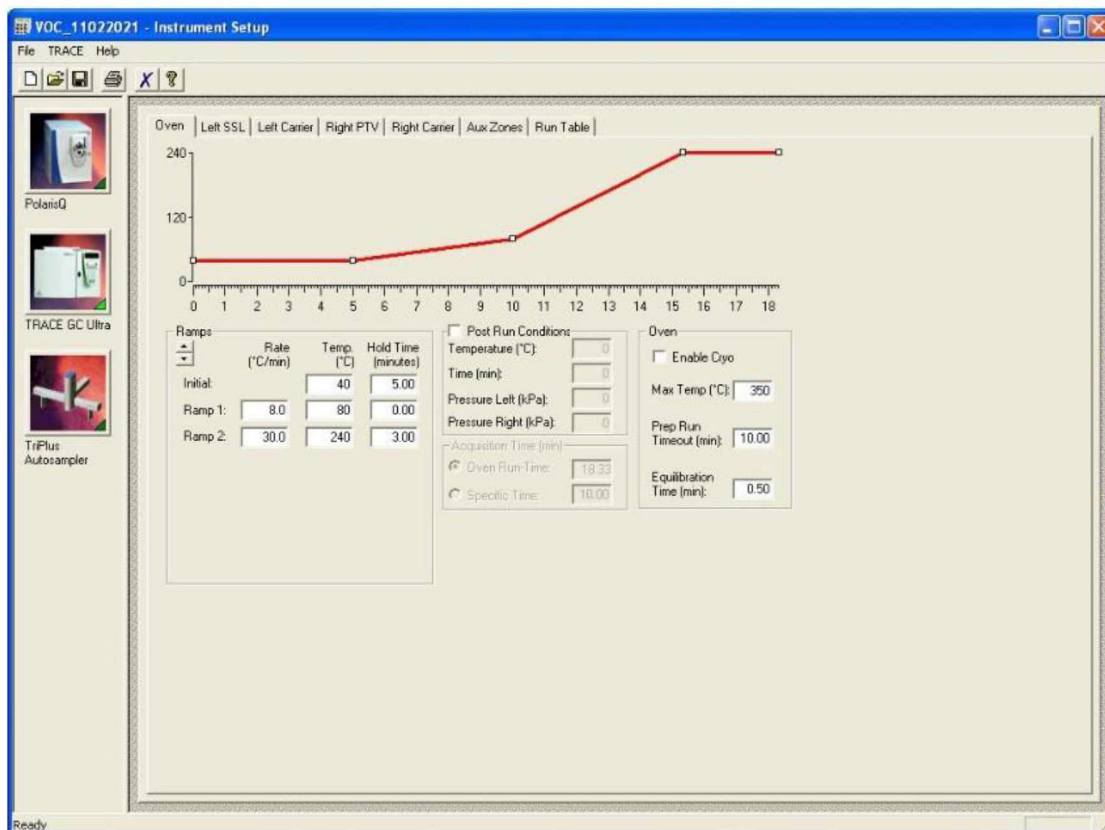 VOC_11022021 - Instrument Setup
File TRACE Help
PolarisQ
TRACE GC Ultra
TriPlus
Autosampler
Oven Left SSL Left Carrier Right PTV Right Carrier Aux Zones Run Table
240
120
0
0 1 2 3 4 5 6 7 8 9 10 11 12 13 14 15 16 17 18
Ramps
Rate Temp. Hold Time
(°C/min) (°C) (minutes)
Initial: 40 5.00
Ramp 1: 8.0 80 0.00
Ramp 2: 30.0 240 3.00
Post Run Conditions
Temperature (°C): 0
Time (min): 0
Pressure Left (kPa): 0
Pressure Right (kPa): 0
Acquisition Time (min)
Oven Run Time: 18.33
Specific Time: 10.00
Oven
Enable Cryo
Max Temp (°C): 350
Prep Run
Timeout (min): 10.00
Equilibration
Time (min): 0.50
Ready